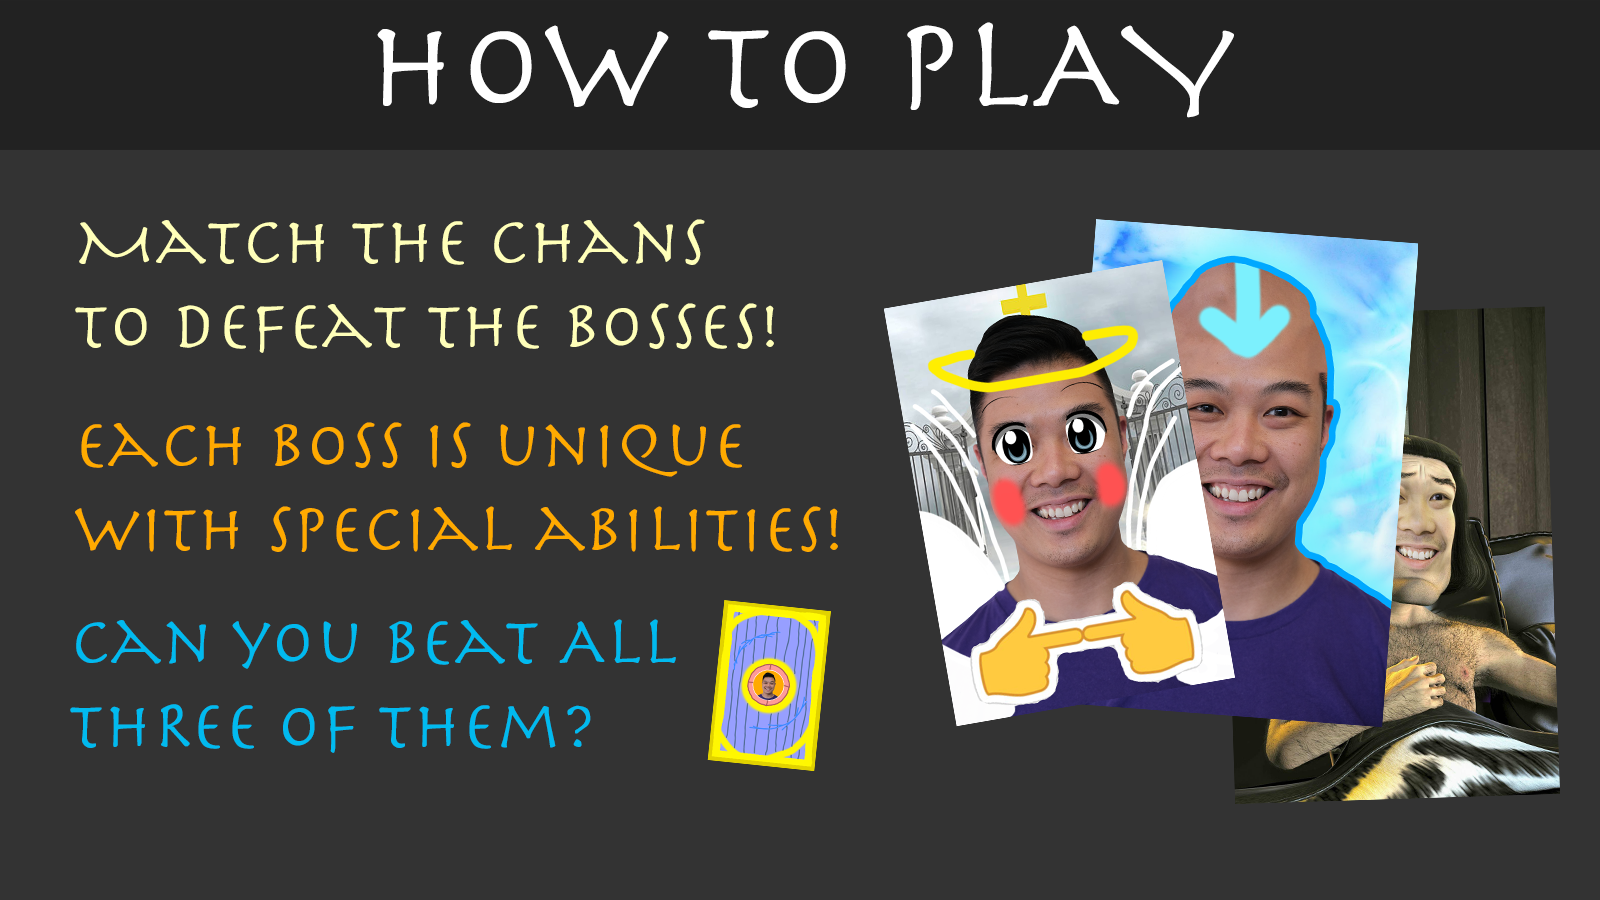 HOW TO PLAY
MATCH THE CHANS
TO DEFEAT THE BOSSES!
EACH BOSS IS UNIQUE
WITH SPECIAL ABILITIES!
CAN YOU BEAT ALL
THREE OF THEM?